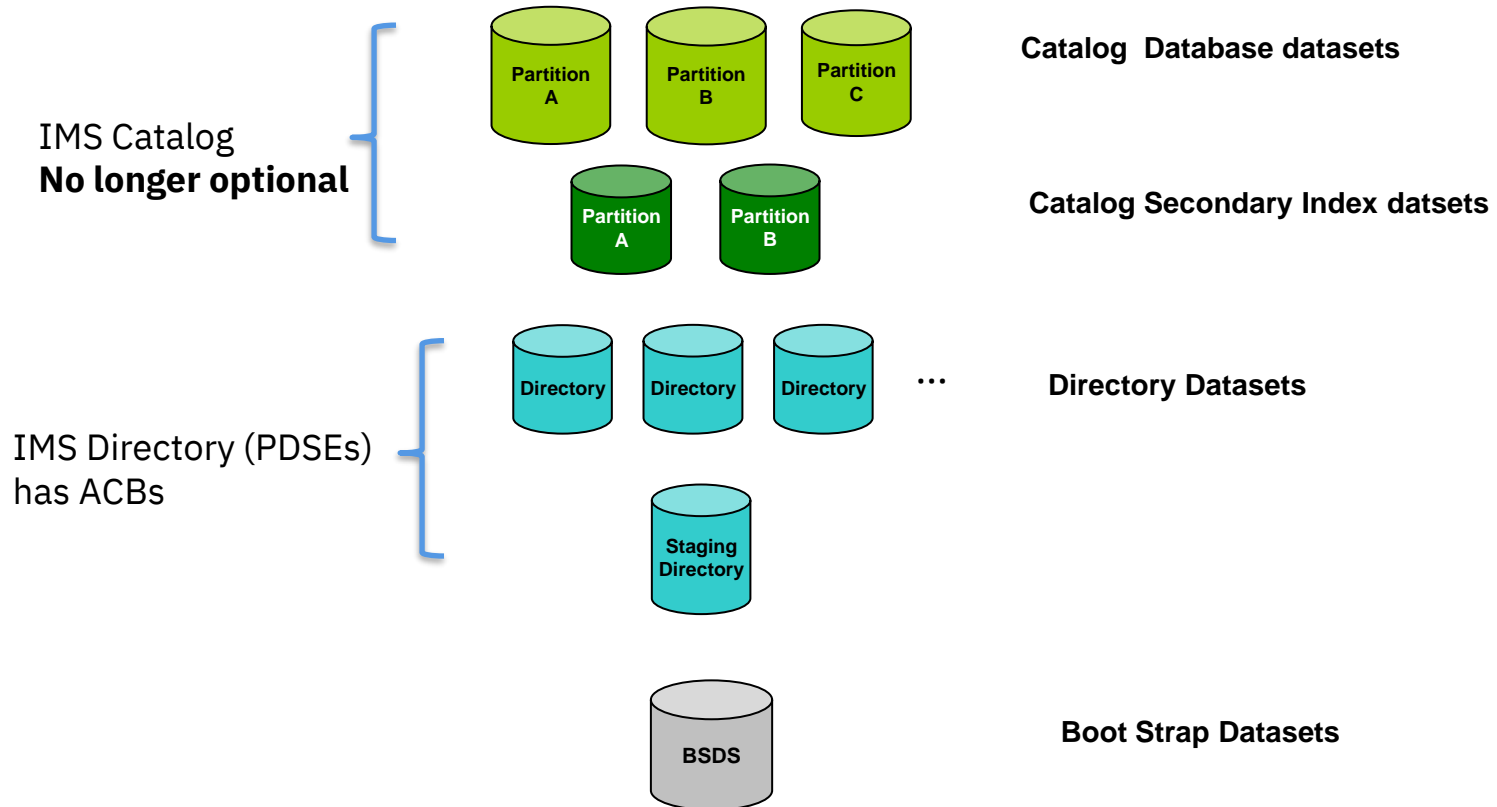 Partition
A
Partition
B
Partition
C
Catalog  Database datasets
IMS Catalog
No longer optional
Partition
A
Partition
B
Catalog Secondary Index datsets
Directory
Directory
Directory
...
Directory Datasets
IMS Directory (PDSEs)
has ACBs
Staging
Directory
BSDS
Boot Strap Datasets